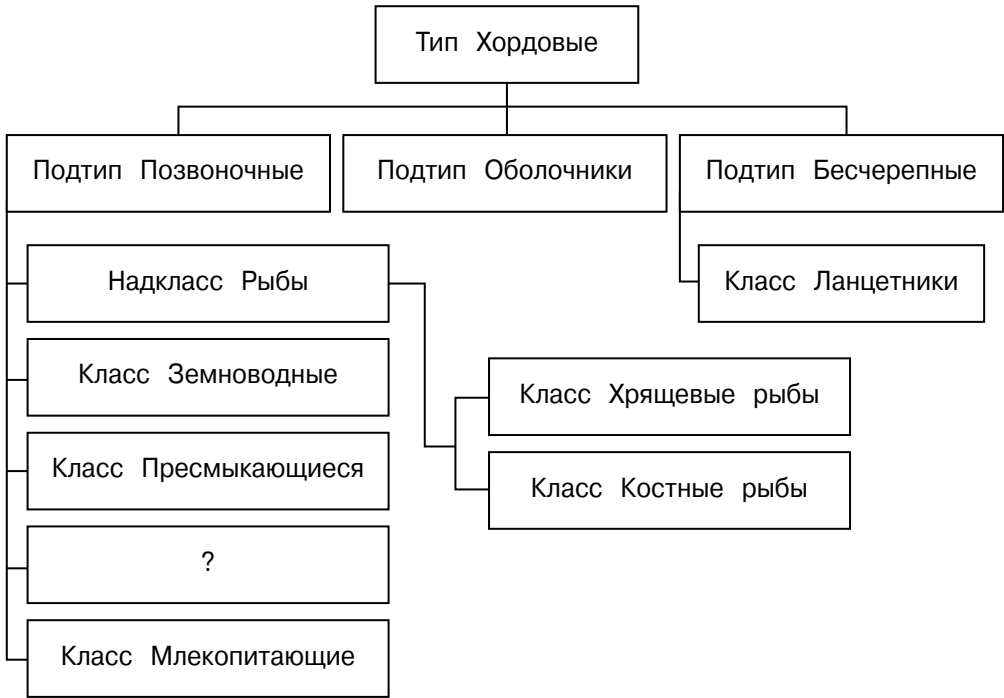 Тип Хордовые
Подтип Позвоночные
Подтип Оболочники
Подтип Бесчерепные
Надкласс Рыбы
Класс Ланцетники
Класс Земноводные
Класс Хрящевые рыбы
Класс Пресмыкающиеся
Класс Костные рыбы
?
Класс Млекопитающие